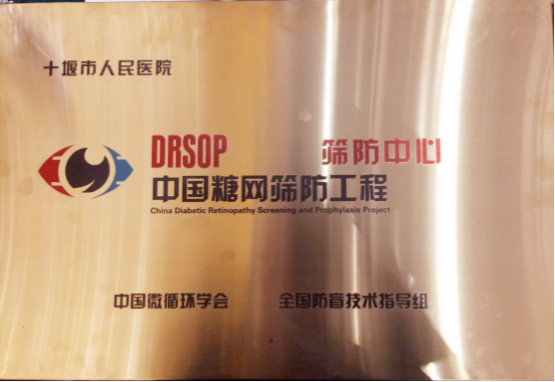 十堰市人民医院
DRSOP 筛防中心
中国糖网筛防工程
China Diabetic Retinopathy Screening and Prophylaxis Project
中国微循环学会 全国防盲技术指导组